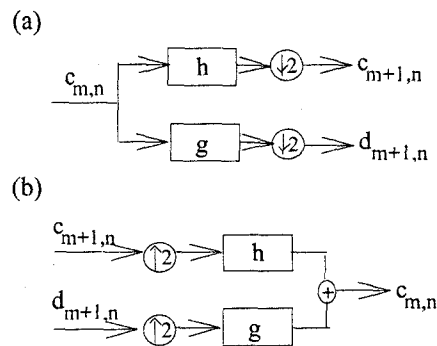 (a)
h ↓2 c_{m+1,n}
c_{m,n}
g ↓2 d_{m+1,n}
(b)
c_{m+1,n} ↑2 h
+ c_{m,n}
d_{m+1,n} ↑2 g